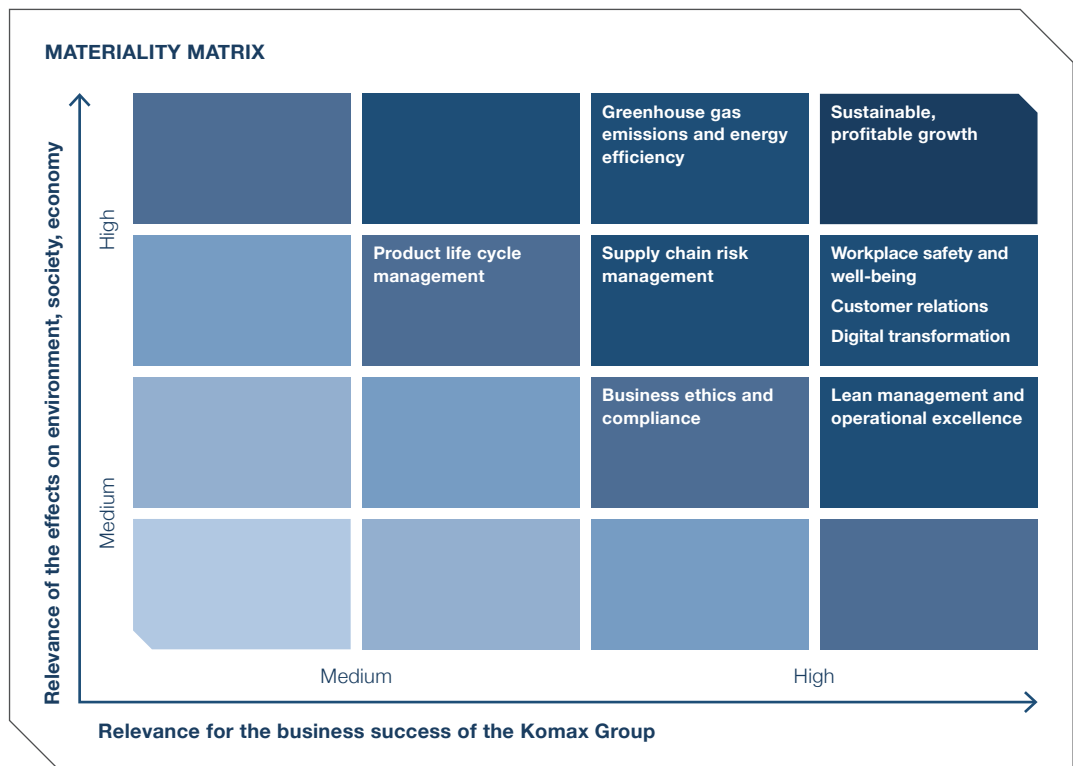 MATERIALITY MATRIX
Relevance of the effects on environment, society, economy
High
Medium
Greenhouse gas
emissions and energy
efficiency
Sustainable,
profitable growth
Product life cycle
management
Supply chain risk
management
Workplace safety and
well-being
Customer relations
Digital transformation
Business ethics and
compliance
Lean management and
operational excellence
Medium
High
Relevance for the business success of the Komax Group